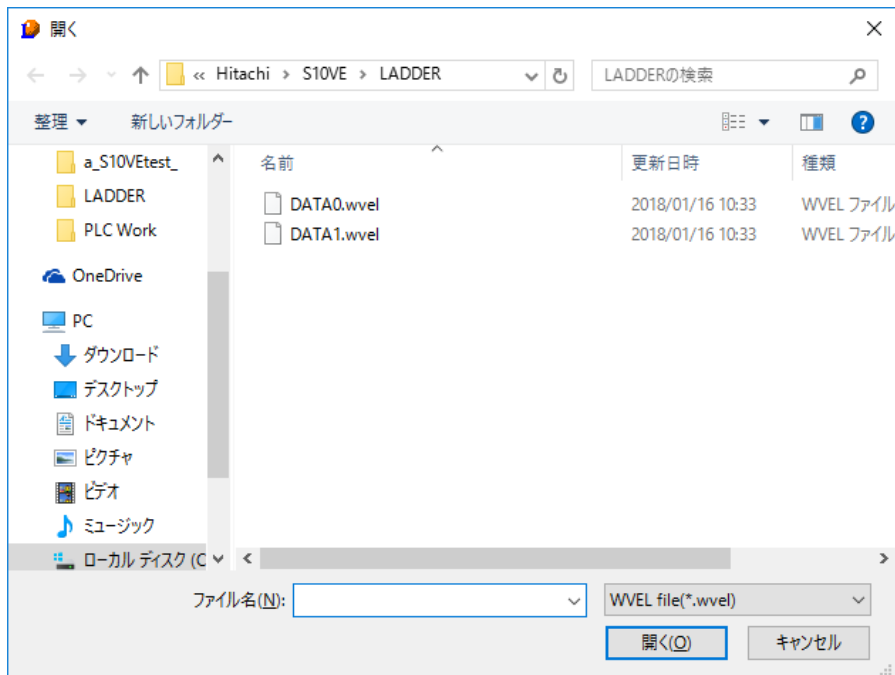 開く
« Hitachi › S10VE › LADDER
LADDERの検索
整理 新しいフォルダー
a_S10VEtest_
LADDER
PLC Work
OneDrive
PC
ダウンロード
デスクトップ
ドキュメント
ピクチャ
ビデオ
ミュージック
ローカル ディスク (C
名前 更新日時 種類
DATA0.wvel 2018/01/16 10:33 WVEL ファイル
DATA1.wvel 2018/01/16 10:33 WVEL ファイル
ファイル名(N): WVEL file(*.wvel)
開く(O) キャンセル